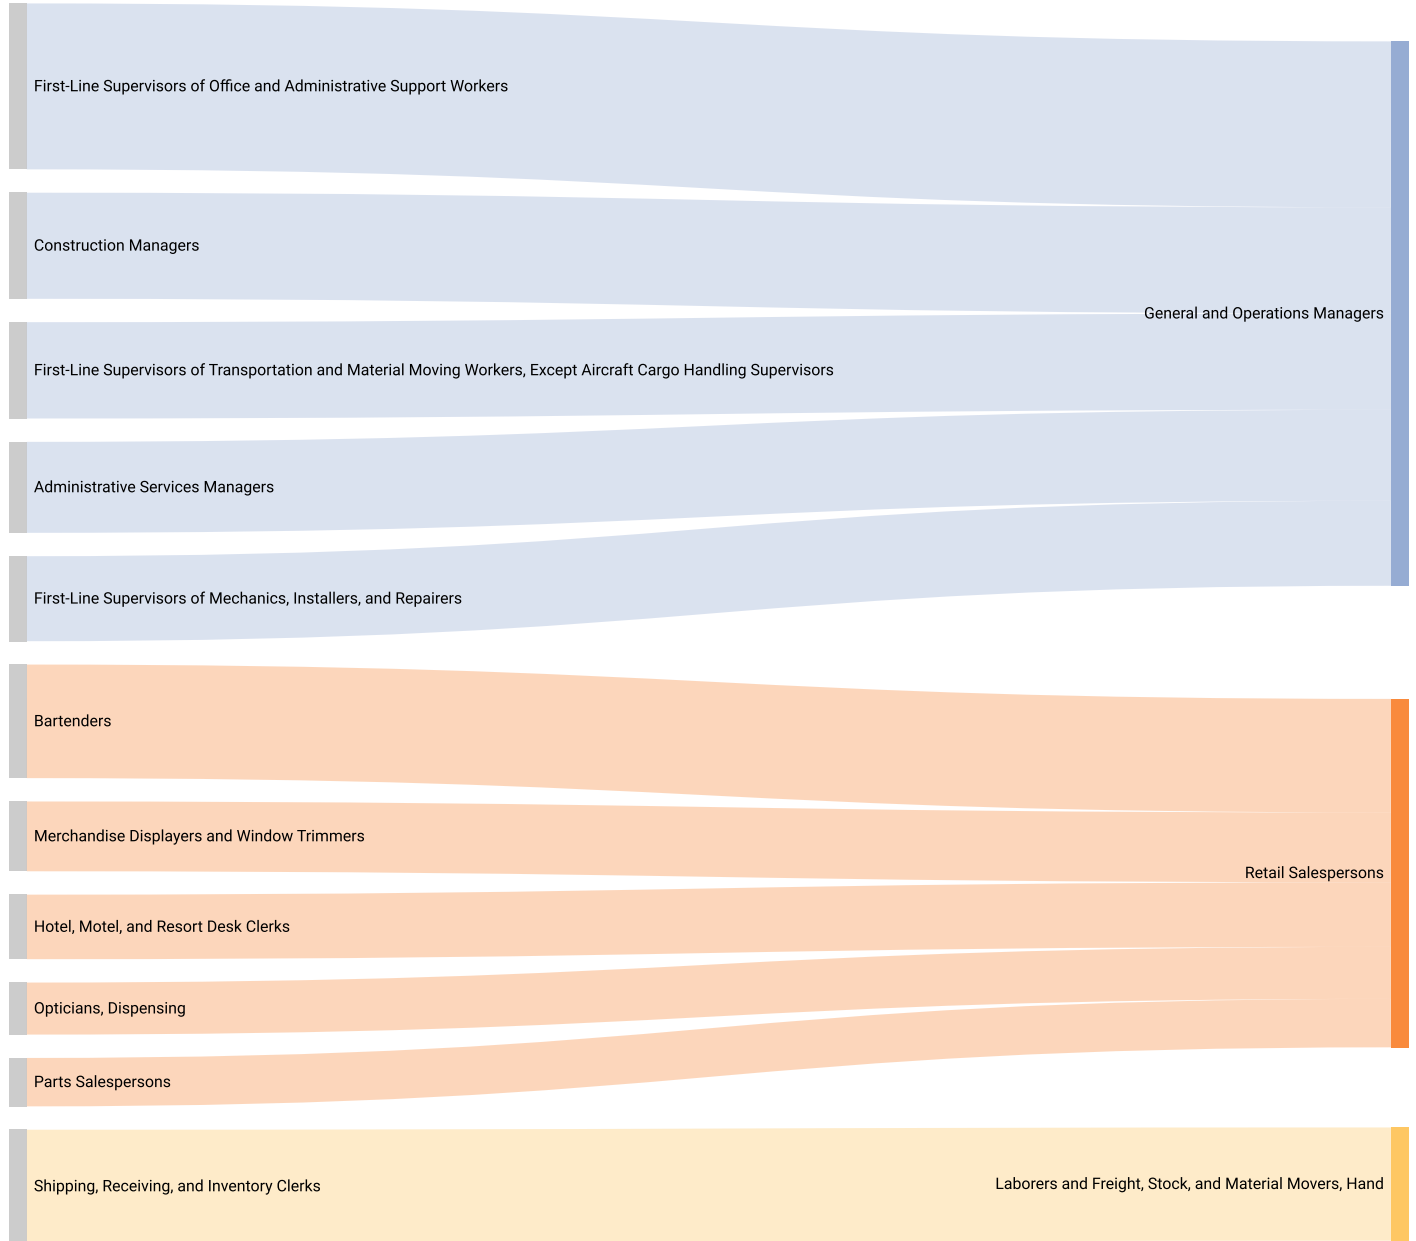 First-Line Supervisors of Office and Administrative Support Workers
Construction Managers
General and Operations Managers
First-Line Supervisors of Transportation and Material Moving Workers, Except Aircraft Cargo Handling Supervisors
Administrative Services Managers
First-Line Supervisors of Mechanics, Installers, and Repairers
Bartenders
Merchandise Displayers and Window Trimmers
Retail Salespersons
Hotel, Motel, and Resort Desk Clerks
Opticians, Dispensing
Parts Salespersons
Shipping, Receiving, and Inventory Clerks
Laborers and Freight, Stock, and Material Movers, Hand